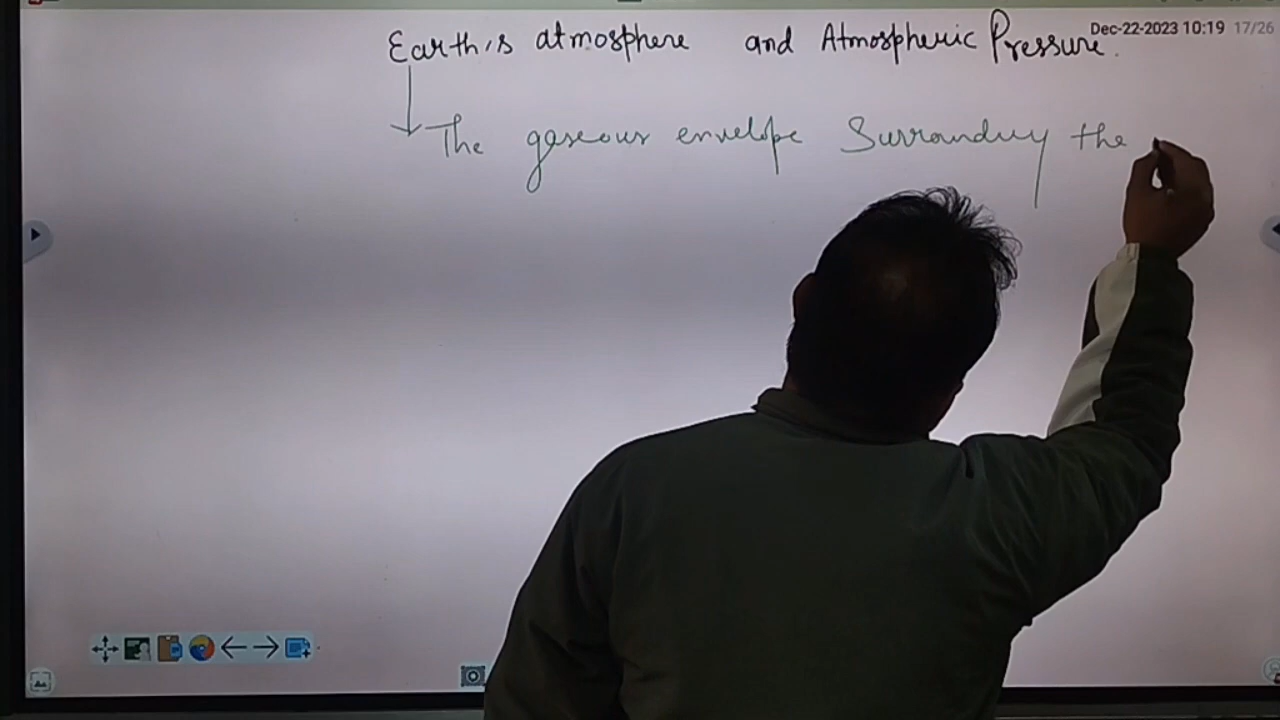 Earth's atmosphere and Atmospheric Pressure.
Dec-22-2023 10:19 17/26
The gaseous envelope Surrounding the